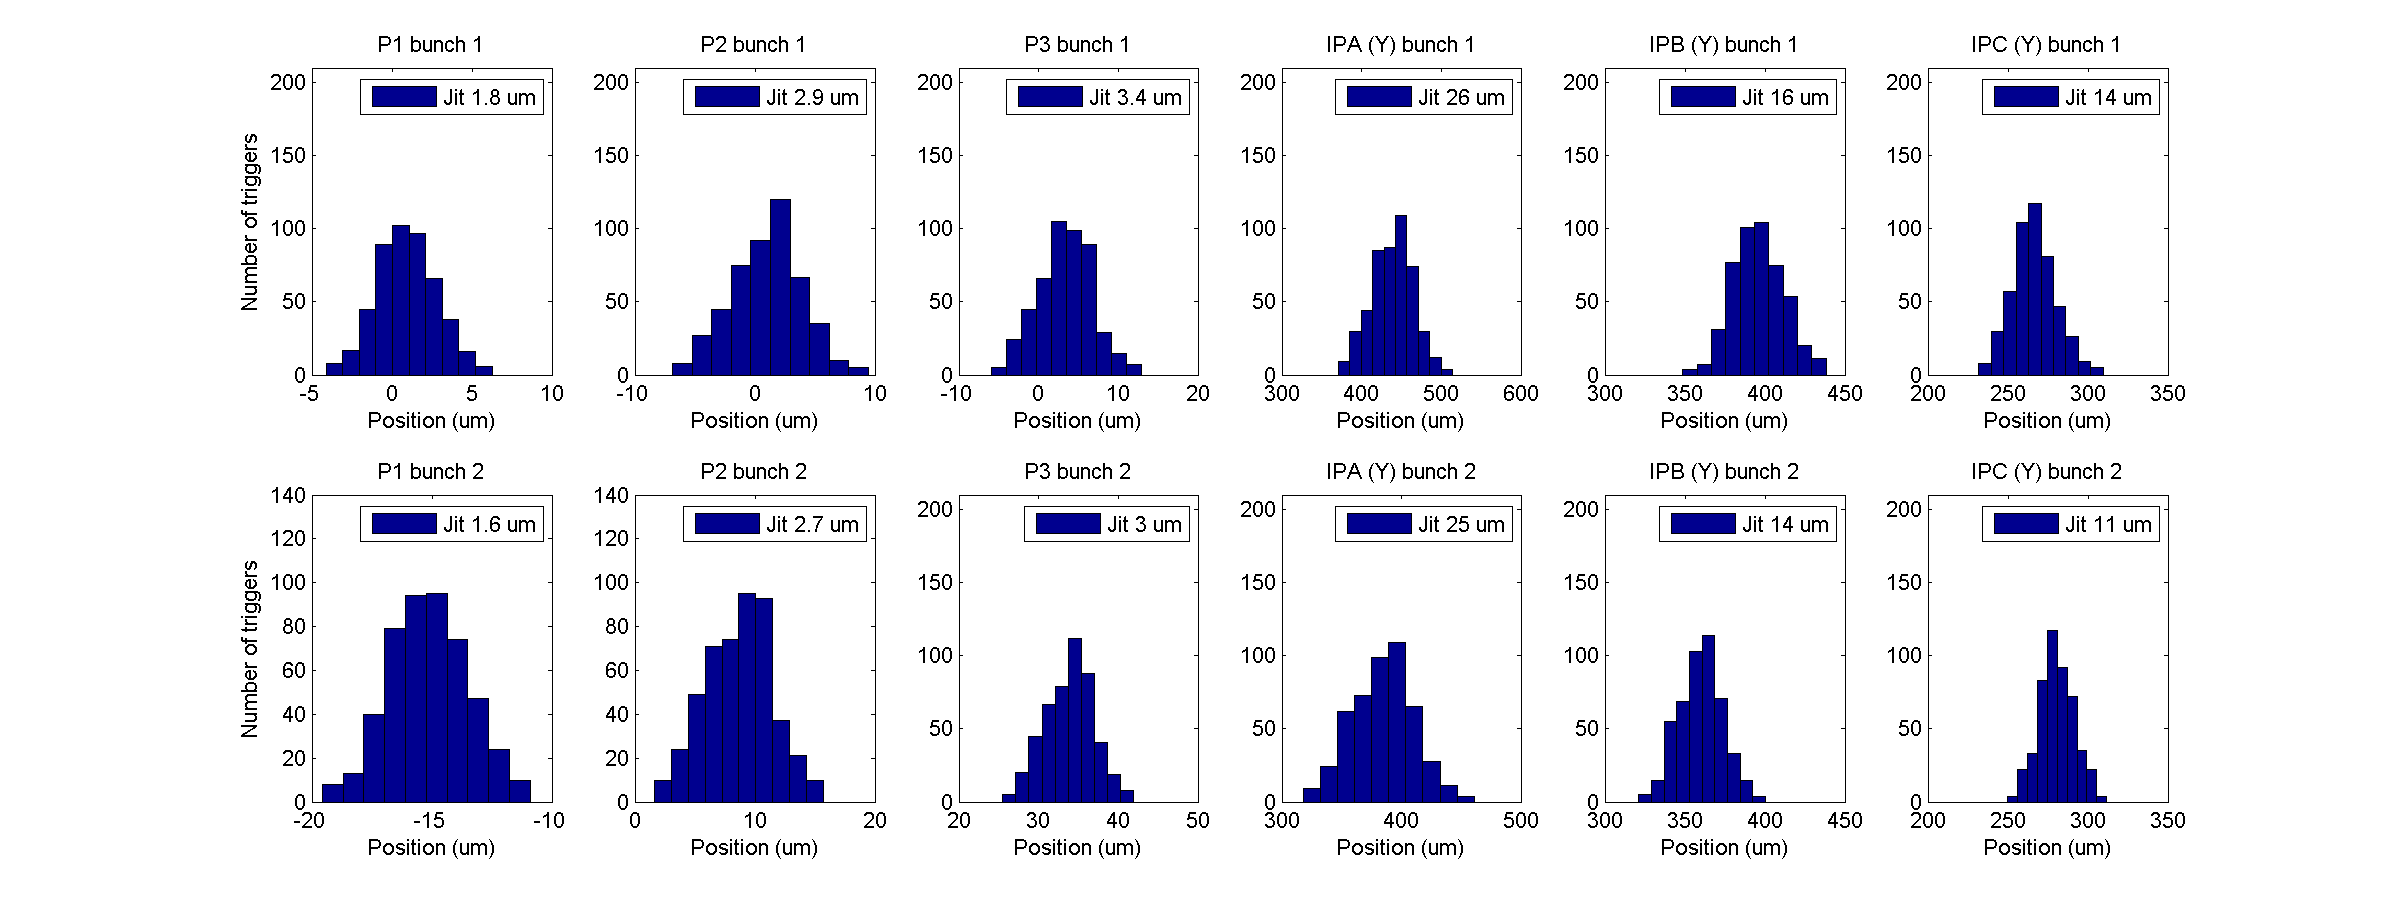 P1 bunch 1
P2 bunch 1
P3 bunch 1
IPA (Y) bunch 1
IPB (Y) bunch 1
IPC (Y) bunch 1
Number of triggers
200
150
100
50
0
Jit 1.8 um
-5
0
5
10
Position (um)
200
150
100
50
0
Jit 2.9 um
-10
0
10
Position (um)
200
150
100
50
0
Jit 3.4 um
-10
0
10
20
Position (um)
200
150
100
50
0
Jit 26 um
300
400
500
600
Position (um)
200
150
100
50
0
Jit 16 um
300
350
400
450
Position (um)
200
150
100
50
0
Jit 14 um
200
250
300
350
Position (um)
P1 bunch 2
P2 bunch 2
P3 bunch 2
IPA (Y) bunch 2
IPB (Y) bunch 2
IPC (Y) bunch 2
Number of triggers
140
120
100
80
60
40
20
0
Jit 1.6 um
-20
-15
-10
Position (um)
140
120
100
80
60
40
20
0
Jit 2.7 um
0
10
20
Position (um)
200
150
100
50
0
Jit 3 um
20
30
40
50
Position (um)
200
150
100
50
0
Jit 25 um
300
400
500
Position (um)
200
150
100
50
0
Jit 14 um
300
350
400
450
Position (um)
200
150
100
50
0
Jit 11 um
200
250
300
350
Position (um)